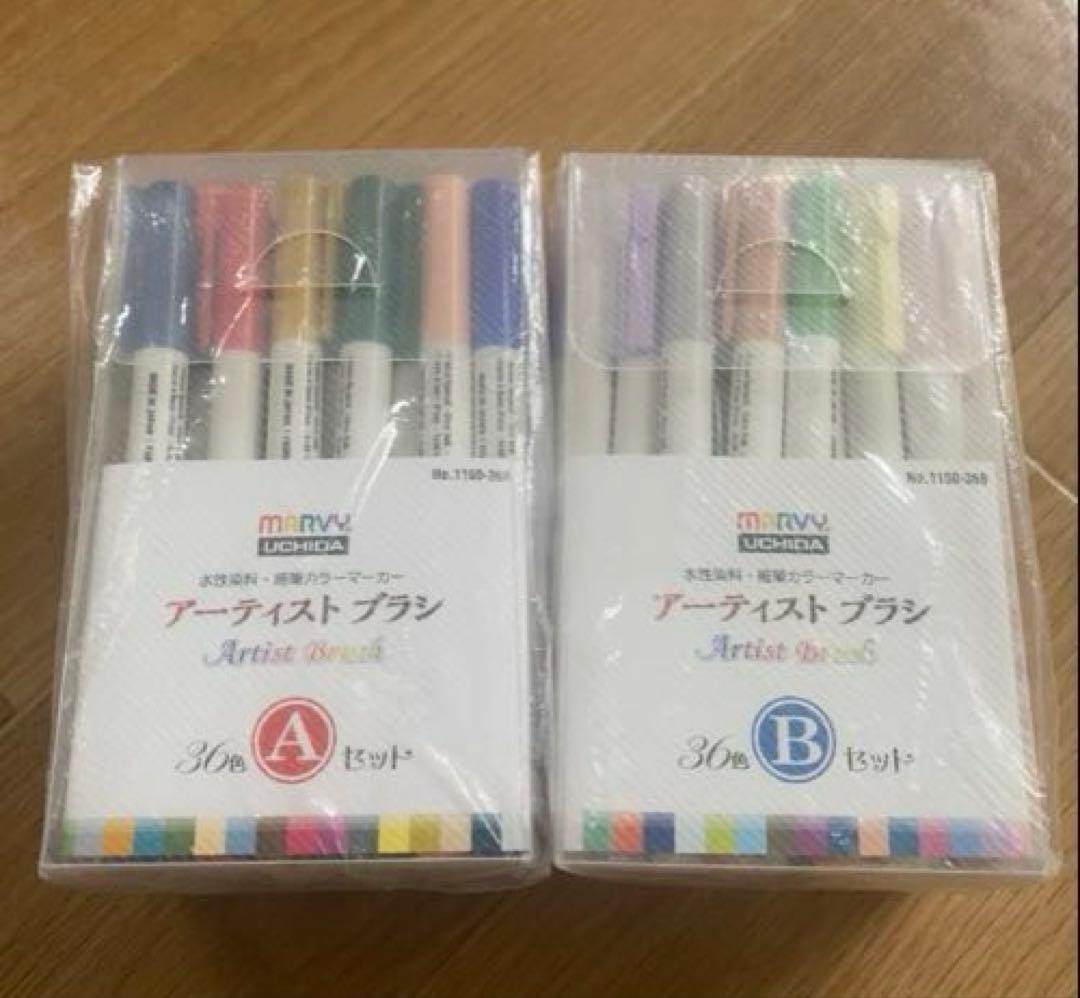 No.1100-36A
MARVY
UCHIDA
水性染料・細筆カラーマーカー
アーティスト ブラシ
Artist Brush
36色 A セット
No.1100-36B
MARVY
UCHIDA
水性染料・細筆カラーマーカー
アーティスト ブラシ
Artist Brush
36色 B セット